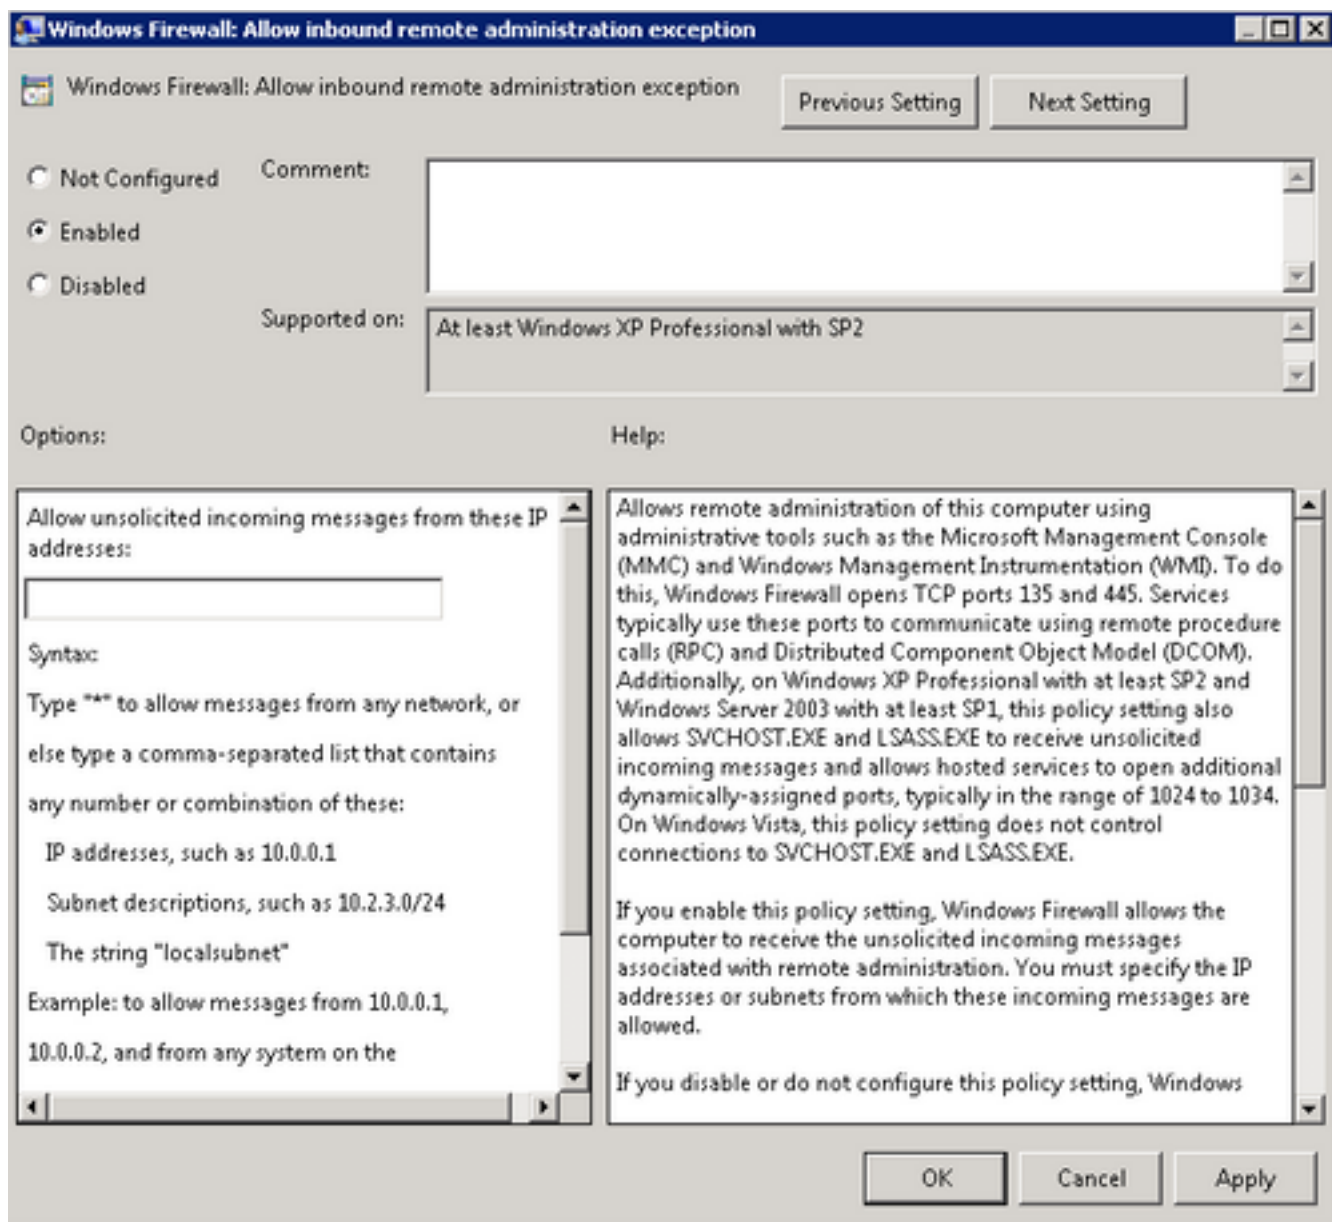 Windows Firewall: Allow inbound remote administration exception
Windows Firewall: Allow inbound remote administration exception
Previous Setting
Next Setting
Not Configured
Enabled
Disabled
Comment:
Supported on:
At least Windows XP Professional with SP2
Options:
Help:
Allow unsolicited incoming messages from these IP
addresses:
Syntax:
Type "*" to allow messages from any network, or
else type a comma-separated list that contains
any number or combination of these:
IP addresses, such as 10.0.0.1
Subnet descriptions, such as 10.2.3.0/24
The string "localsubnet"
Example: to allow messages from 10.0.0.1,
10.0.0.2, and from any system on the
Allows remote administration of this computer using
administrative tools such as the Microsoft Management Console
(MMC) and Windows Management Instrumentation (WMI). To do
this, Windows Firewall opens TCP ports 135 and 445. Services
typically use these ports to communicate using remote procedure
calls (RPC) and Distributed Component Object Model (DCOM).
Additionally, on Windows XP Professional with at least SP2 and
Windows Server 2003 with at least SP1, this policy setting also
allows SVCHOST.EXE and LSASS.EXE to receive unsolicited
incoming messages and allows hosted services to open additional
dynamically-assigned ports, typically in the range of 1024 to 1034.
On Windows Vista, this policy setting does not control
connections to SVCHOST.EXE and LSASS.EXE.
If you enable this policy setting, Windows Firewall allows the
computer to receive the unsolicited incoming messages
associated with remote administration. You must specify the IP
addresses or subnets from which these incoming messages are
allowed.
If you disable or do not configure this policy setting, Windows
OK
Cancel
Apply